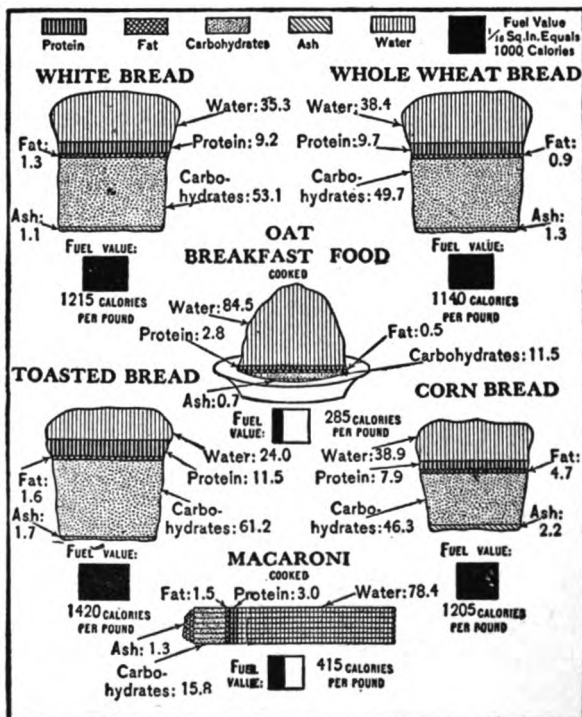 Protein
Fat
Carbohydrates
Ash
Water
Fuel Value
1/16 Sq.In.Equals
1000 Calories
WHITE BREAD
Water: 35.3
Fat:
1.3
Protein: 9.2
Carbo-
hydrates: 53.1
Ash:
1.1
FUEL VALUE:
1215 CALORIES
PER POUND
WHOLE WHEAT BREAD
Water: 38.4
Protein: 9.7
Fat:
0.9
Carbo-
hydrates: 49.7
Ash:
1.3
FUEL VALUE:
1140 CALORIES
PER POUND
OAT
BREAKFAST FOOD
COOKED
Water: 84.5
Protein: 2.8
Fat: 0.5
Carbohydrates: 11.5
Ash: 0.7
FUEL
VALUE:
285 CALORIES
PER POUND
TOASTED BREAD
Water: 24.0
Fat:
1.6
Protein: 11.5
Ash:
1.7
Carbo-
hydrates: 61.2
FUEL VALUE:
1420 CALORIES
PER POUND
CORN BREAD
Water: 38.9
Protein: 7.9
Fat:
4.7
Carbo-
hydrates: 46.3
Ash:
2.2
FUEL VALUE:
1205 CALORIES
PER POUND
MACARONI
COOKED
Fat: 1.5
Protein: 3.0
Water: 78.4
Ash: 1.3
Carbo-
hydrates: 15.8
FUEL
VALUE:
415 CALORIES
PER POUND